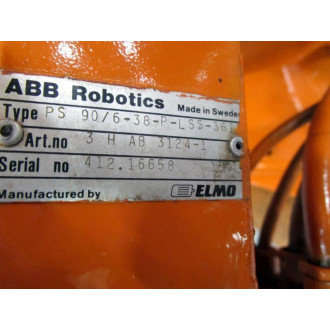 ABB Robotics Made in Sweden
Type PS 90/6-38-P-LSS-
Art.no 3 H AB 3124-1
Serial no 412.16658
Manufactured by ELMO